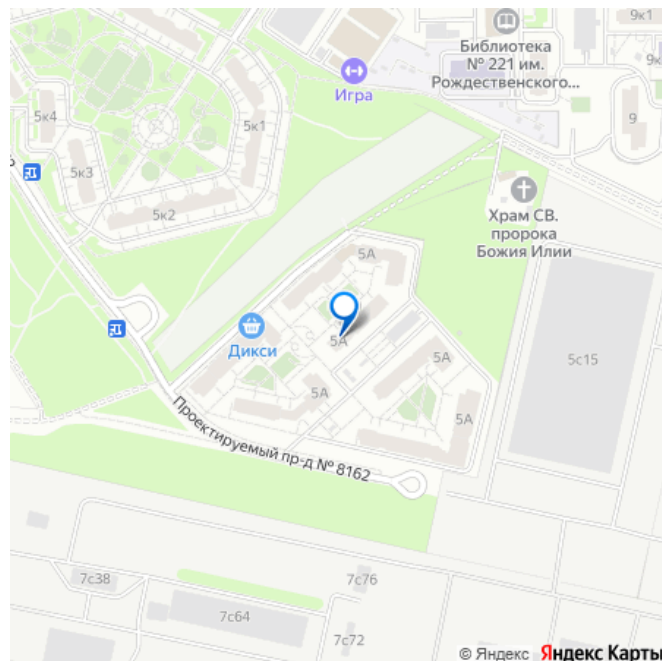 9к1
Библиотека
№ 221 им.
Рождественского...
Игра
9
5к4
5к1
5к3
5к2
Храм СВ.
пророка
Божия Илии
5А
5А
Дикси
5А
5А
5А
5с15
Проектируемый пр-д № 8162
7с38
7с76
7с64
7с72
© Яндекс Яндекс Карты